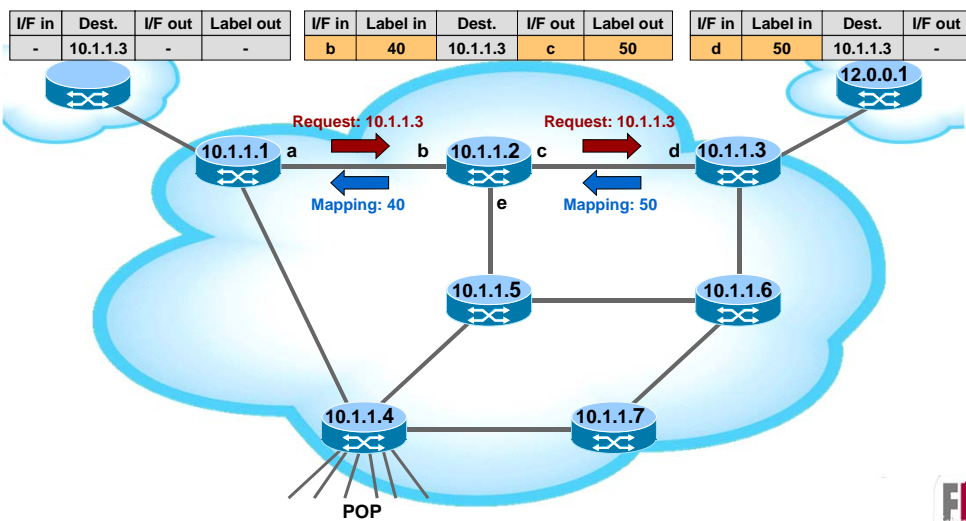 I/F in Dest. I/F out Label out
- 10.1.1.3 - -
I/F in Label in Dest. I/F out Label out
b 40 10.1.1.3 c 50
I/F in Label in Dest. I/F out
d 50 10.1.1.3 -
12.0.0.1
Request: 10.1.1.3
Request: 10.1.1.3
10.1.1.1 a b 10.1.1.2 c d 10.1.1.3
Mapping: 40
Mapping: 50
e
10.1.1.5
10.1.1.6
10.1.1.4
10.1.1.7
POP